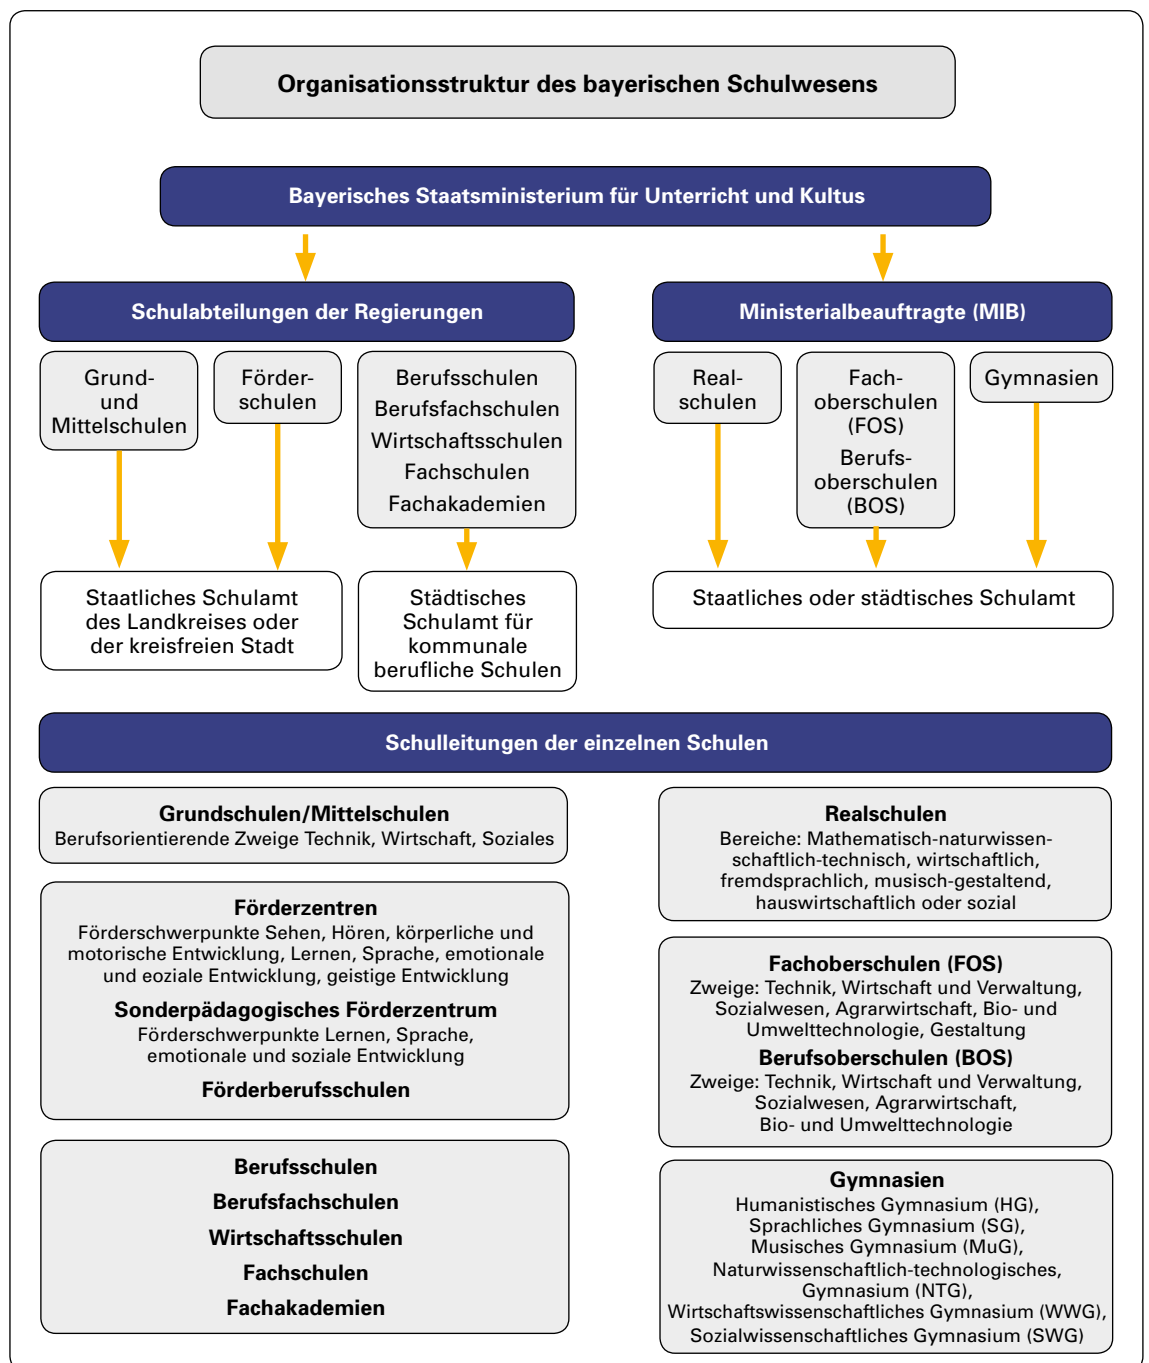 Organisationsstruktur des bayerischen Schulwesens
Bayerisches Staatsministerium für Unterricht und Kultus
Schulabteilungen der Regierungen
Ministerialbeauftragte (MIB)
Grund-
und
Mittelschulen
Förder-
schulen
Berufsschulen
Berufsfachschulen
Wirtschaftsschulen
Fachschulen
Fachakademien
Real-
schulen
Fach-
oberschulen
(FOS)
Berufs-
oberschulen
(BOS)
Gymnasien
Staatliches Schulamt
des Landkreises oder
der kreisfreien Stadt
Städtisches
Schulamt für
kommunale
berufliche Schulen
Staatliches oder städtisches Schulamt
Schulleitungen der einzelnen Schulen
Grundschulen/Mittelschulen
Berufsorientierende Zweige Technik, Wirtschaft, Soziales
Förderzentren
Förderschwerpunkte Sehen, Hören, körperliche und
motorische Entwicklung, Lernen, Sprache, emotionale
und eoziale Entwicklung, geistige Entwicklung
Sonderpädagogisches Förderzentrum
Förderschwerpunkte Lernen, Sprache,
emotionale und soziale Entwicklung
Förderberufsschulen
Berufsschulen
Berufsfachschulen
Wirtschaftsschulen
Fachschulen
Fachakademien
Realschulen
Bereiche: Mathematisch-naturwissen-
schaftlich-technisch, wirtschaftlich,
fremdsprachlich, musisch-gestaltend,
hauswirtschaftlich oder sozial
Fachoberschulen (FOS)
Zweige: Technik, Wirtschaft und Verwaltung,
Sozialwesen, Agrarwirtschaft, Bio- und
Umwelttechnologie, Gestaltung
Berufsoberschulen (BOS)
Zweige: Technik, Wirtschaft und Verwaltung,
Sozialwesen, Agrarwirtschaft,
Bio- und Umwelttechnologie
Gymnasien
Humanistisches Gymnasium (HG),
Sprachliches Gymnasium (SG),
Musisches Gymnasium (MuG),
Naturwissenschaftlich-technologisches,
Gymnasium (NTG),
Wirtschaftswissenschaftliches Gymnasium (WWG),
Sozialwissenschaftliches Gymnasium (SWG)